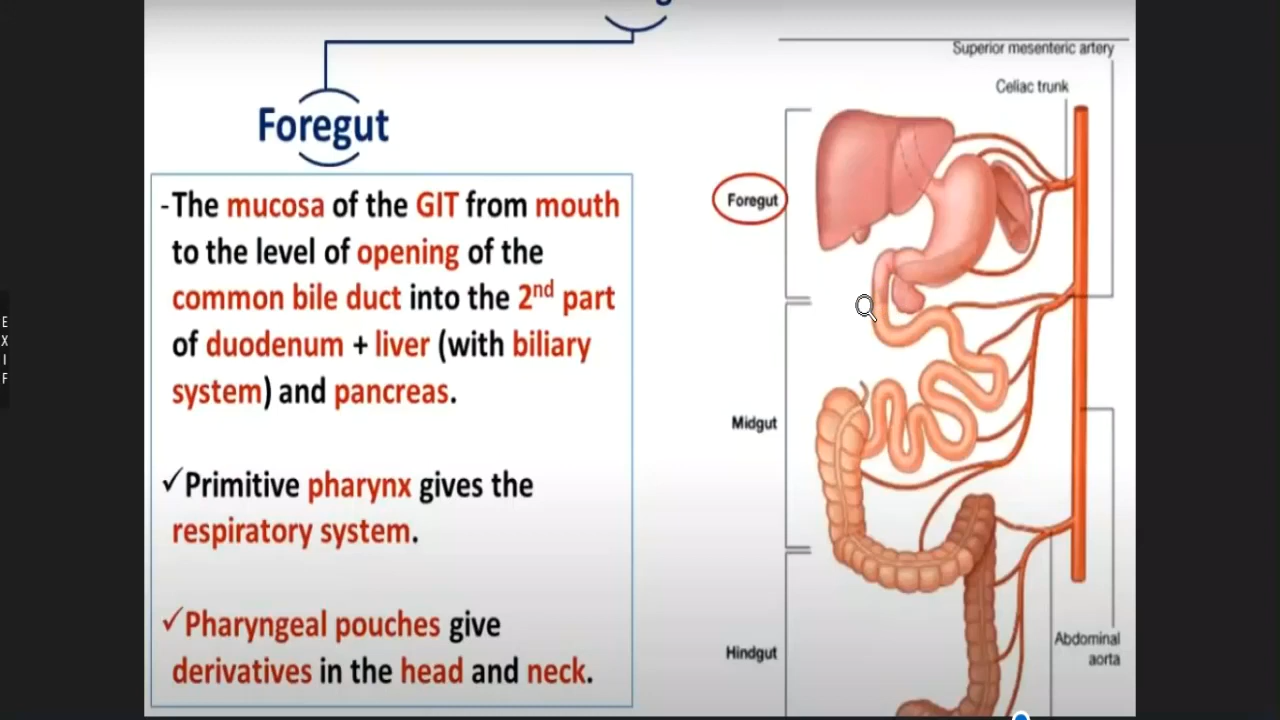 Superior mesenteric artery
Celiac trunk
Foregut
-The mucosa of the GIT from mouth
to the level of opening of the
common bile duct into the 2nd part
of duodenum + liver (with biliary
system) and pancreas.
✓Primitive pharynx gives the
respiratory system.
✓Pharyngeal pouches give
derivatives in the head and neck.
Foregut
Midgut
Hindgut
Abdominal
aorta
E
X
I
F